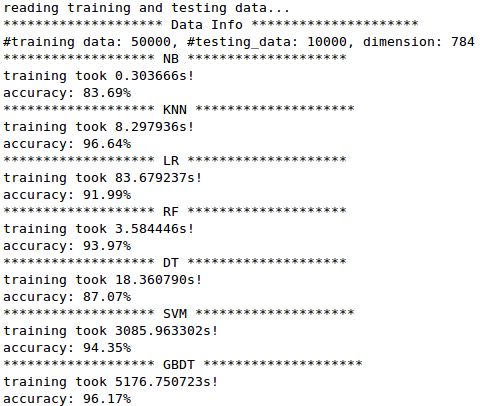 reading training and testing data...
******************** Data Info *********************
#training data: 50000, #testing_data: 10000, dimension: 784
******************* NB ********************
training took 0.303666s!
accuracy: 83.69%
******************* KNN ********************
training took 8.297936s!
accuracy: 96.64%
******************* LR ********************
training took 83.679237s!
accuracy: 91.99%
******************* RF ********************
training took 3.584446s!
accuracy: 93.97%
******************* DT ********************
training took 18.360790s!
accuracy: 87.07%
******************* SVM ********************
training took 3085.963302s!
accuracy: 94.35%
******************* GBDT ********************
training took 5176.750723s!
accuracy: 96.17%